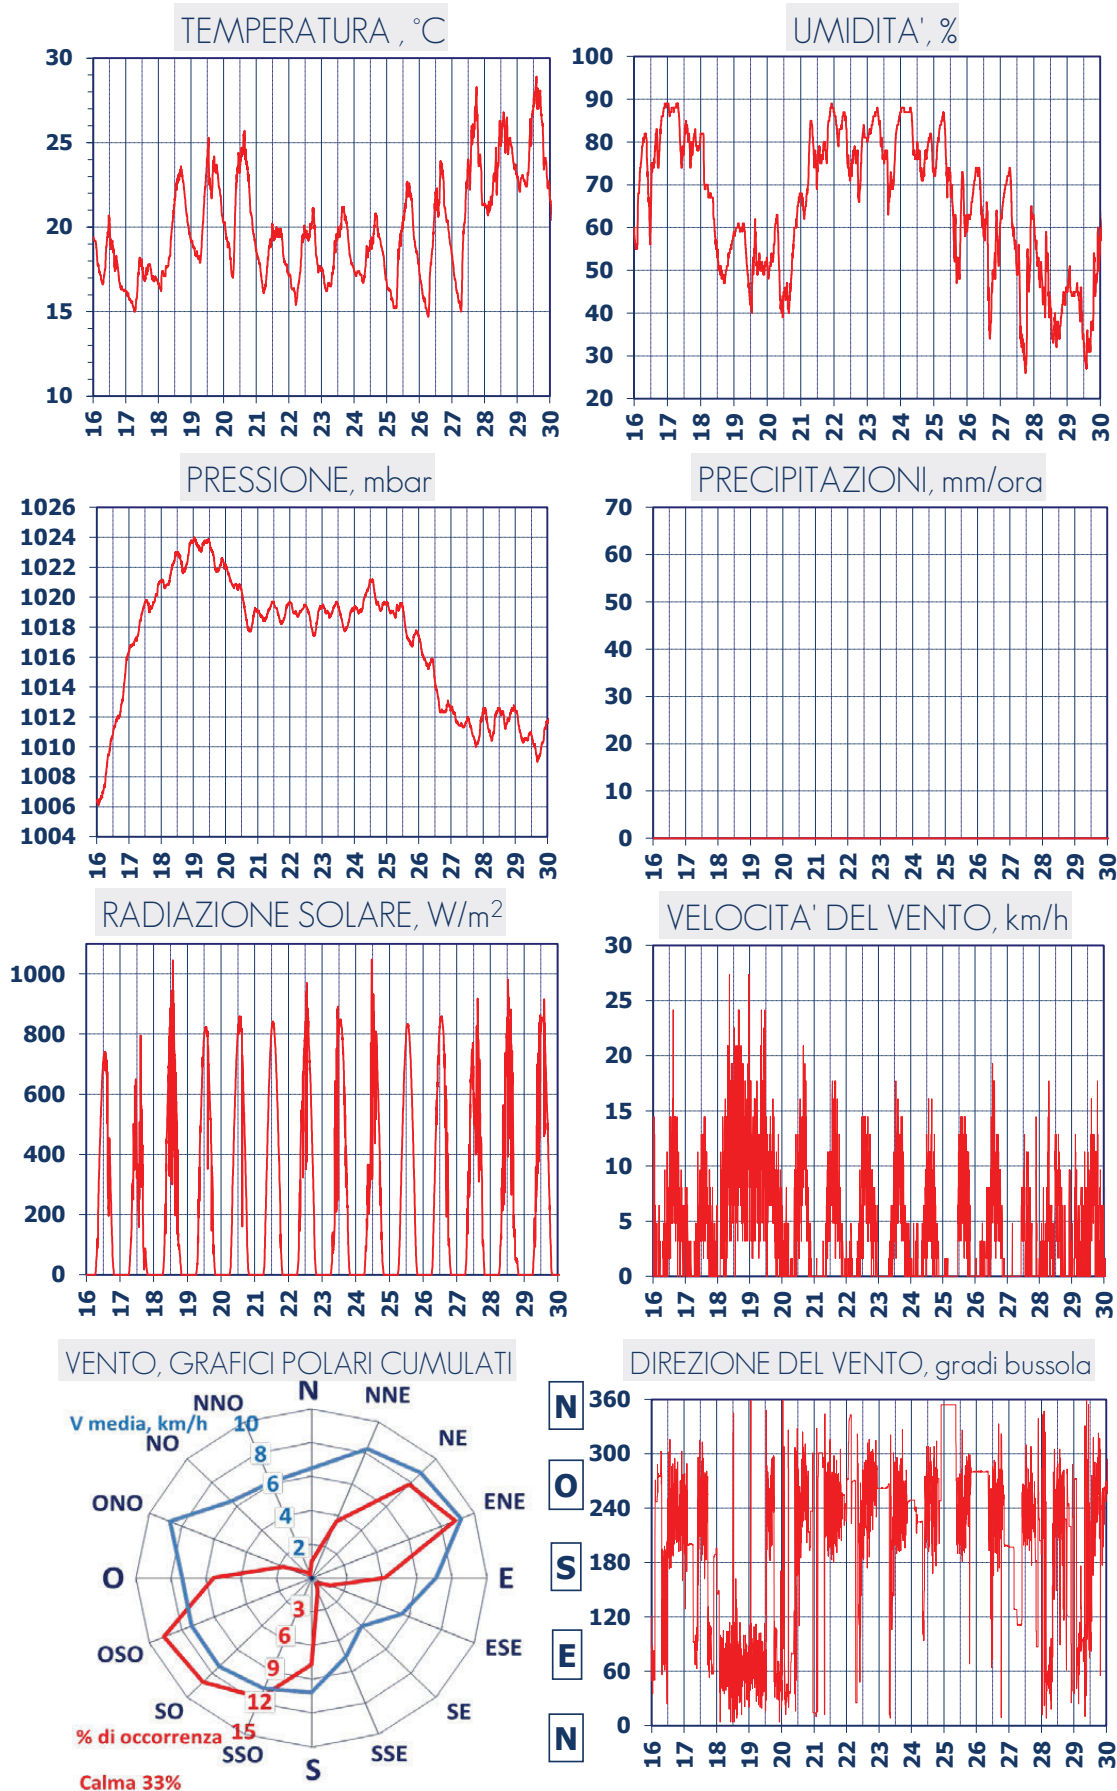 TEMPERATURA , °C
30
25
20
15
10
16 17 18 19 20 21 22 23 24 25 26 27 28 29 30
UMIDITA', %
100
90
80
70
60
50
40
30
20
16 17 18 19 20 21 22 23 24 25 26 27 28 29 30
PRESSIONE, mbar
1026
1024
1022
1020
1018
1016
1014
1012
1010
1008
1006
1004
16 17 18 19 20 21 22 23 24 25 26 27 28 29 30
PRECIPITAZIONI, mm/ora
70
60
50
40
30
20
10
0
16 17 18 19 20 21 22 23 24 25 26 27 28 29 30
RADIAZIONE SOLARE, W/m²
1000
800
600
400
200
0
16 17 18 19 20 21 22 23 24 25 26 27 28 29 30
VELOCITA' DEL VENTO, km/h
30
25
20
15
10
5
0
16 17 18 19 20 21 22 23 24 25 26 27 28 29 30
VENTO, GRAFICI POLARI CUMULATI
N
NNE
NE
ENE
E
ESE
SE
SSE
S
SSO
SO
OSO
O
ONO
NO
NNO
V media, km/h
10
8
6
4
2
3
6
9
12
15
% di occorrenza
Calma 33%
DIREZIONE DEL VENTO, gradi bussola
N
O
S
E
N
360
300
240
180
120
60
0
16 17 18 19 20 21 22 23 24 25 26 27 28 29 30